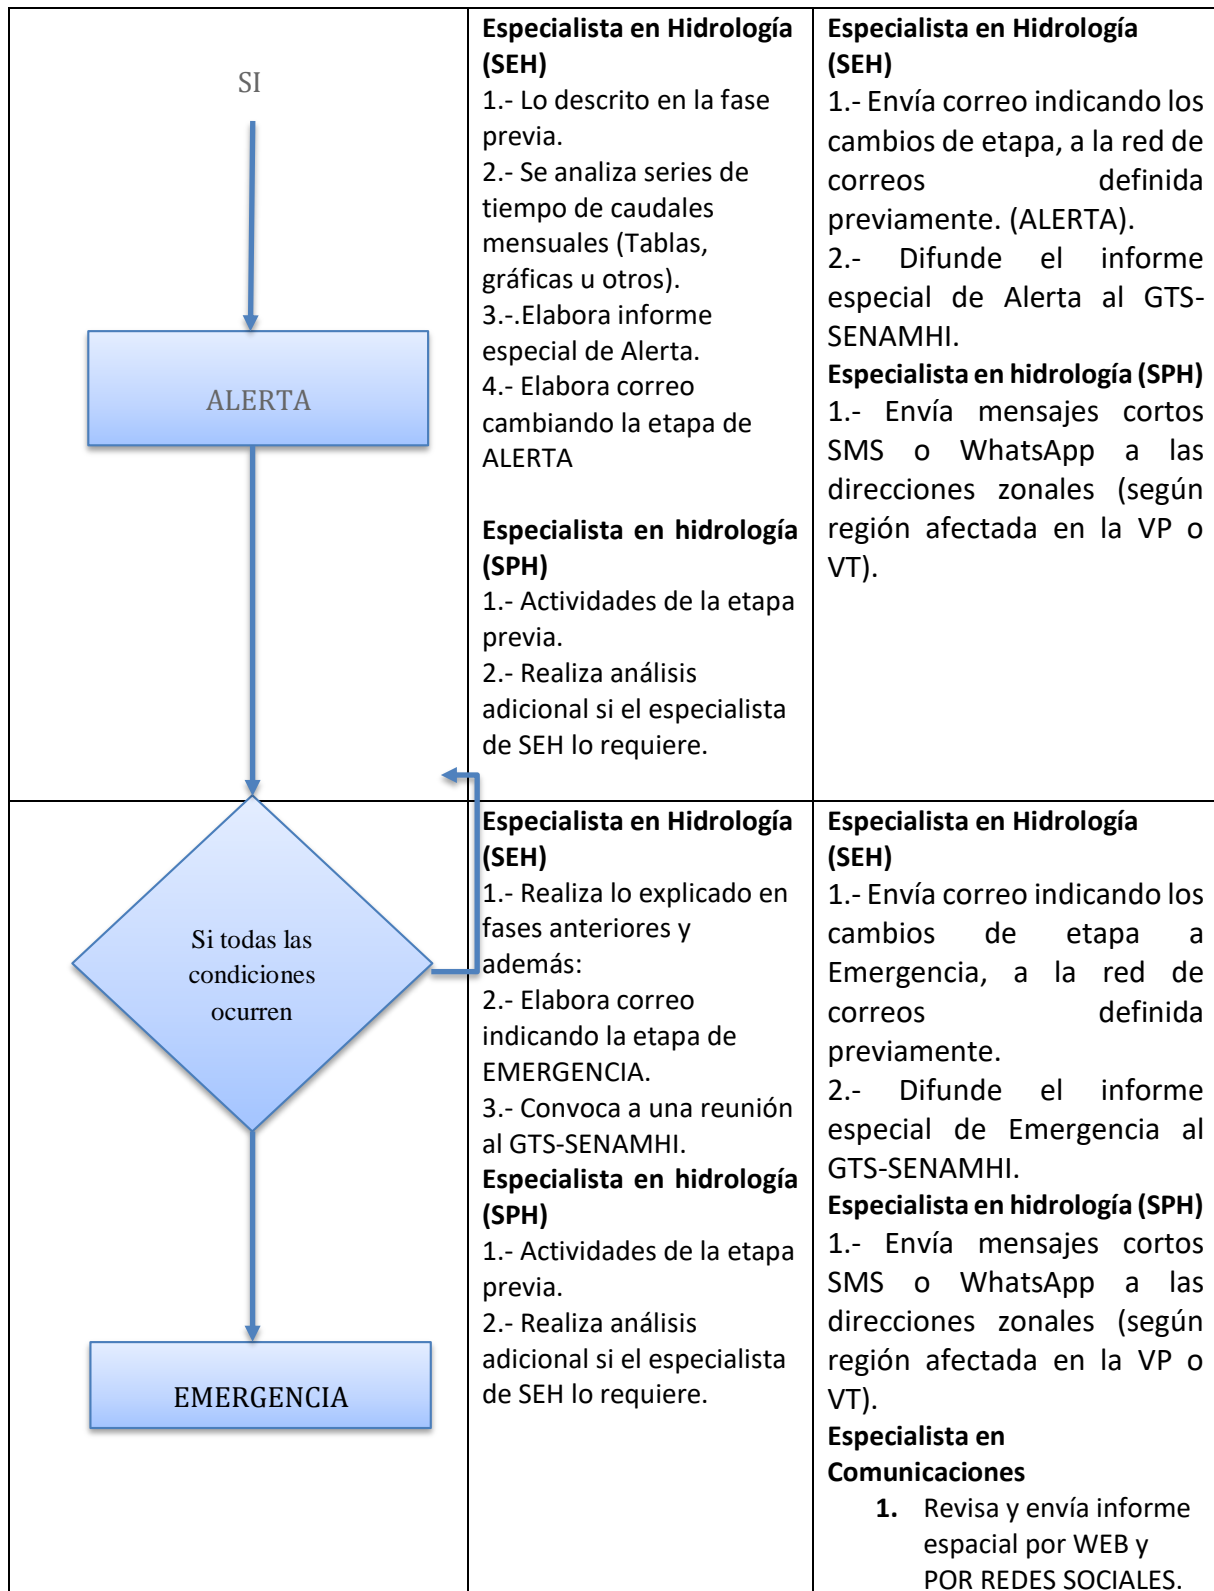 SI
ALERTA
Especialista en Hidrología
(SEH)
1.- Lo descrito en la fase
previa.
2.- Se analiza series de
tiempo de caudales
mensuales (Tablas,
gráficas u otros).
3.-.Elabora informe
especial de Alerta.
4.- Elabora correo
cambiando la etapa de
ALERTA
Especialista en hidrología
(SPH)
1.- Actividades de la etapa
previa.
2.- Realiza análisis
adicional si el especialista
de SEH lo requiere.
Especialista en Hidrología
(SEH)
1.- Envía correo indicando los
cambios de etapa, a la red de
correos definida
previamente. (ALERTA).
2.- Difunde el informe
especial de Alerta al GTS-
SENAMHI.
Especialista en hidrología (SPH)
1.- Envía mensajes cortos
SMS o WhatsApp a las
direcciones zonales (según
región afectada en la VP o
VT).
Si todas las
condiciones
ocurren
EMERGENCIA
Especialista en Hidrología
(SEH)
1.- Realiza lo explicado en
fases anteriores y
además:
2.- Elabora correo
indicando la etapa de
EMERGENCIA.
3.- Convoca a una reunión
al GTS-SENAMHI.
Especialista en hidrología
(SPH)
1.- Actividades de la etapa
previa.
2.- Realiza análisis
adicional si el especialista
de SEH lo requiere.
Especialista en Hidrología
(SEH)
1.- Envía correo indicando los
cambios de etapa a
Emergencia, a la red de
correos definida
previamente.
2.- Difunde el informe
especial de Emergencia al
GTS-SENAMHI.
Especialista en hidrología (SPH)
1.- Envía mensajes cortos
SMS o WhatsApp a las
direcciones zonales (según
región afectada en la VP o
VT).
Especialista en
Comunicaciones
1. Revisa y envía informe
espacial por WEB y
POR REDES SOCIALES.